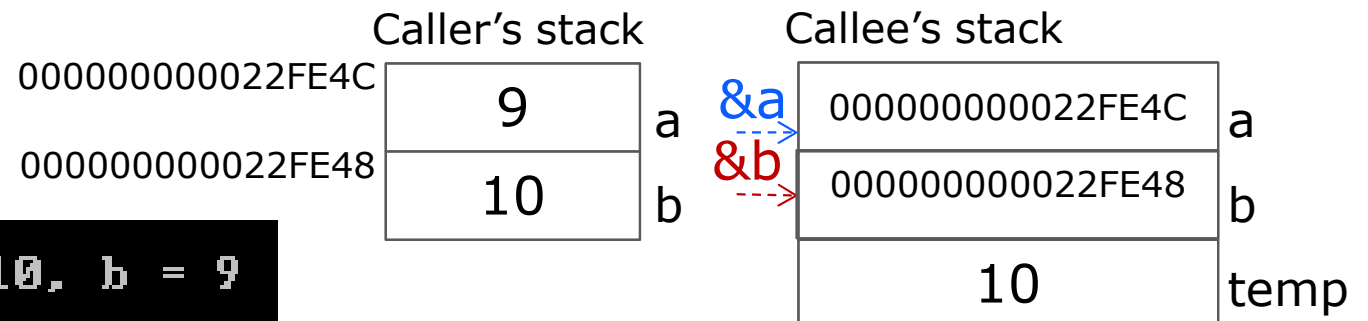 Caller’s stack
Callee’s stack
000000000022FE4C
9
a
&a
000000000022FE4C
a
000000000022FE48
10
b
&b
000000000022FE48
b
10, b = 9
10
temp